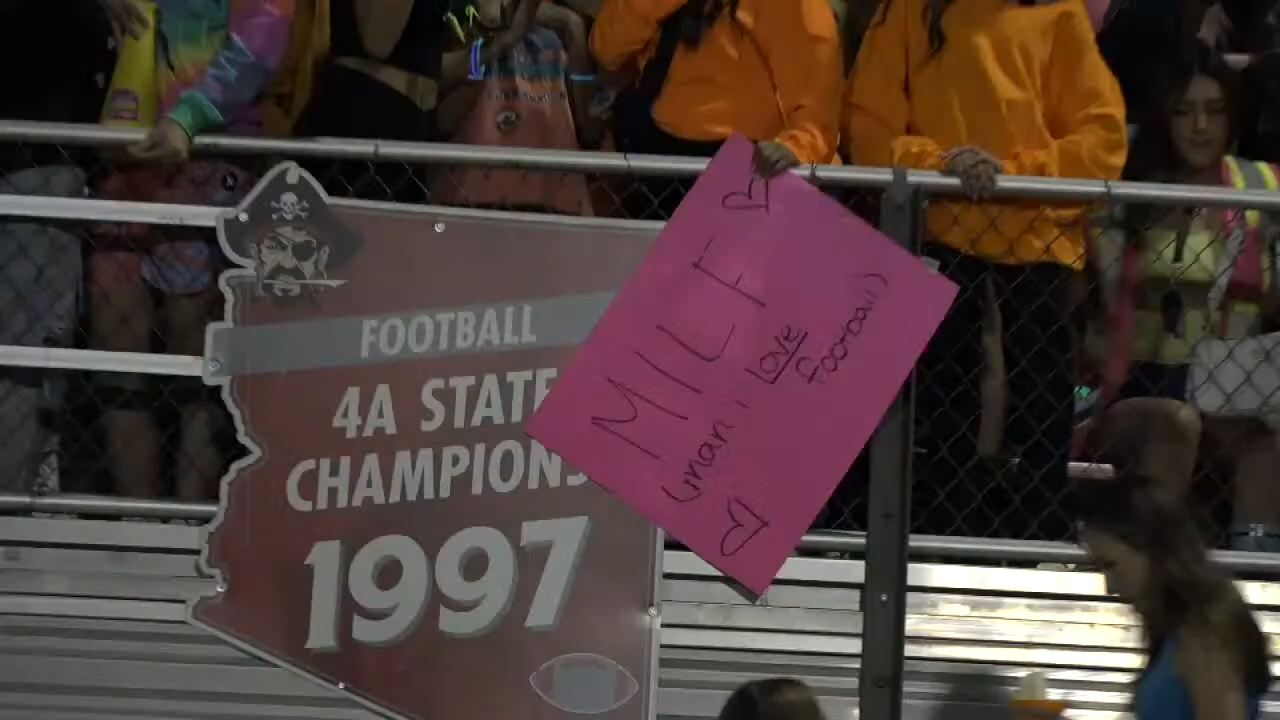 FOOTBALL
4A STATE
CHAMPIONS
1997
MILF
(man i love football)